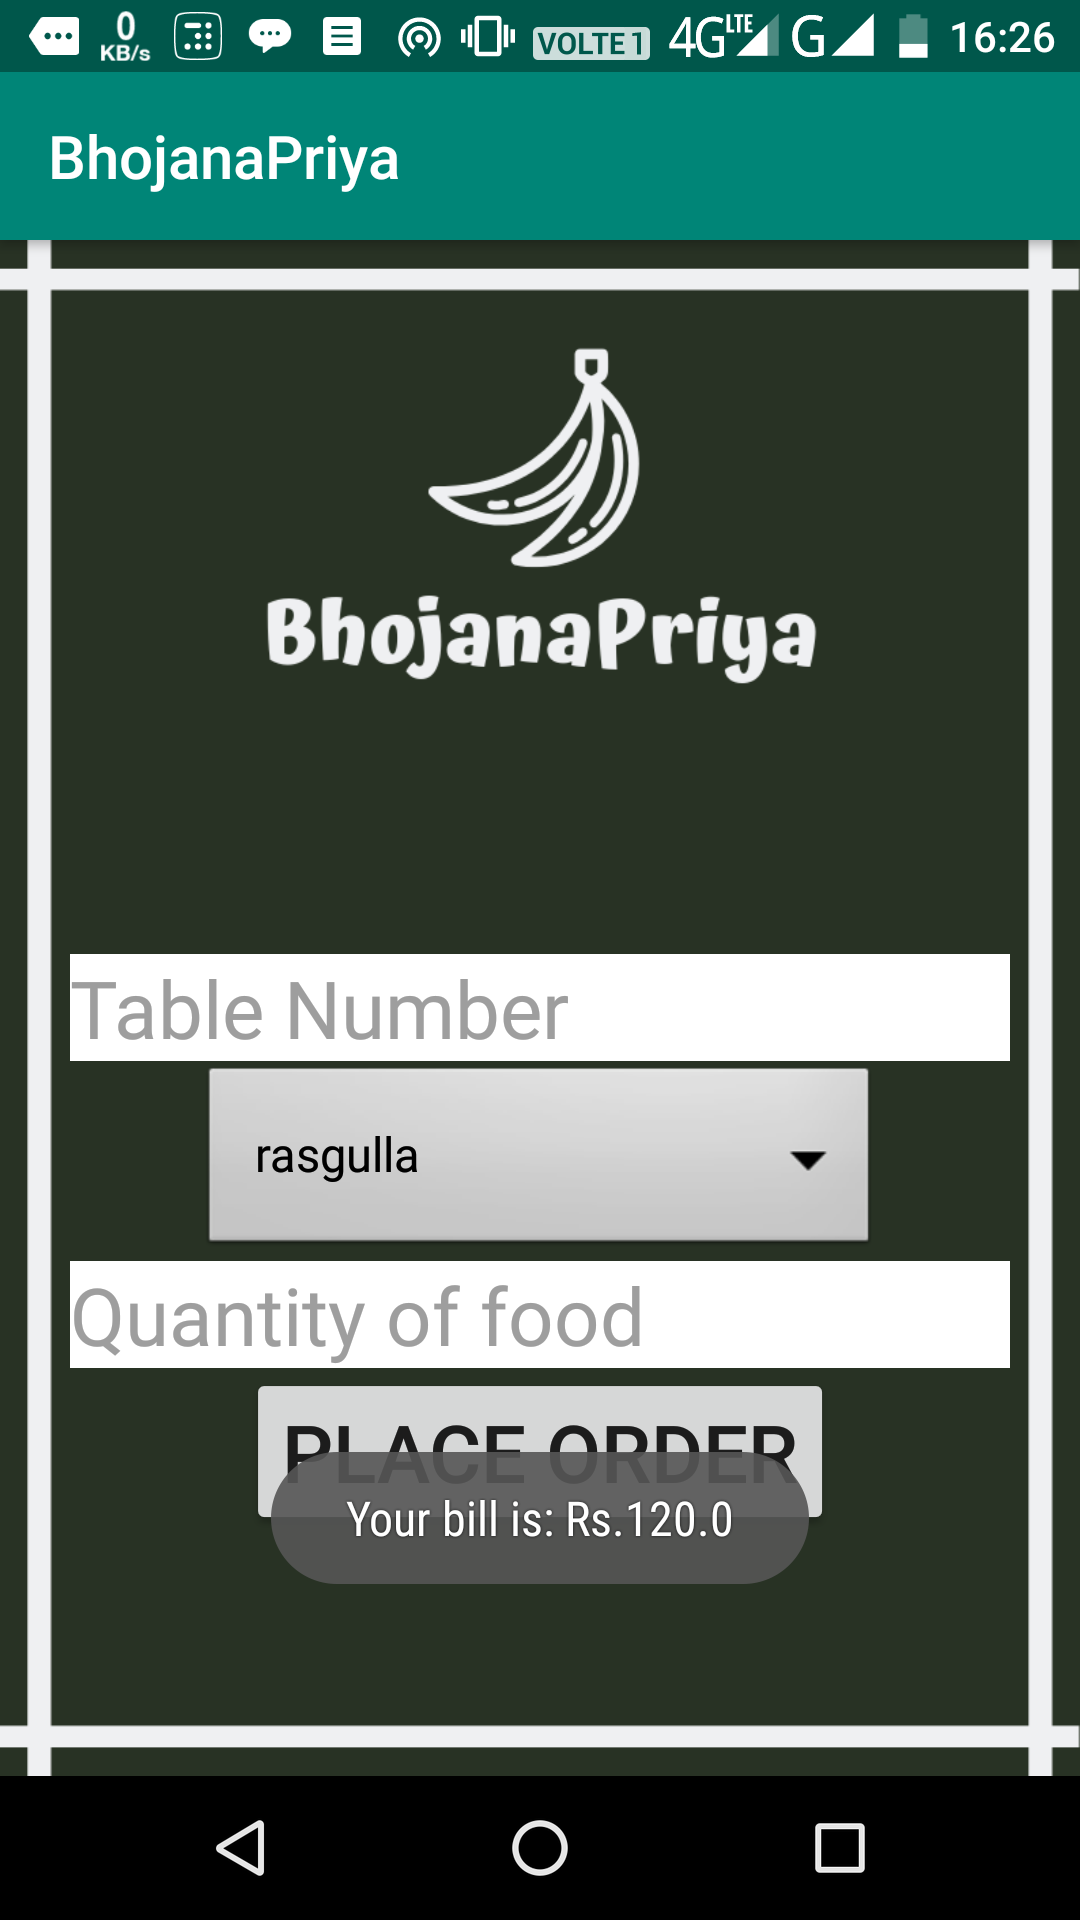 0 KB/s VOLTE 1 4G LTE G 16:26
BhojanaPriya
BhojanaPriya
Table Number
rasgulla
Quantity of food
PLACE ORDER
Your bill is: Rs.120.0